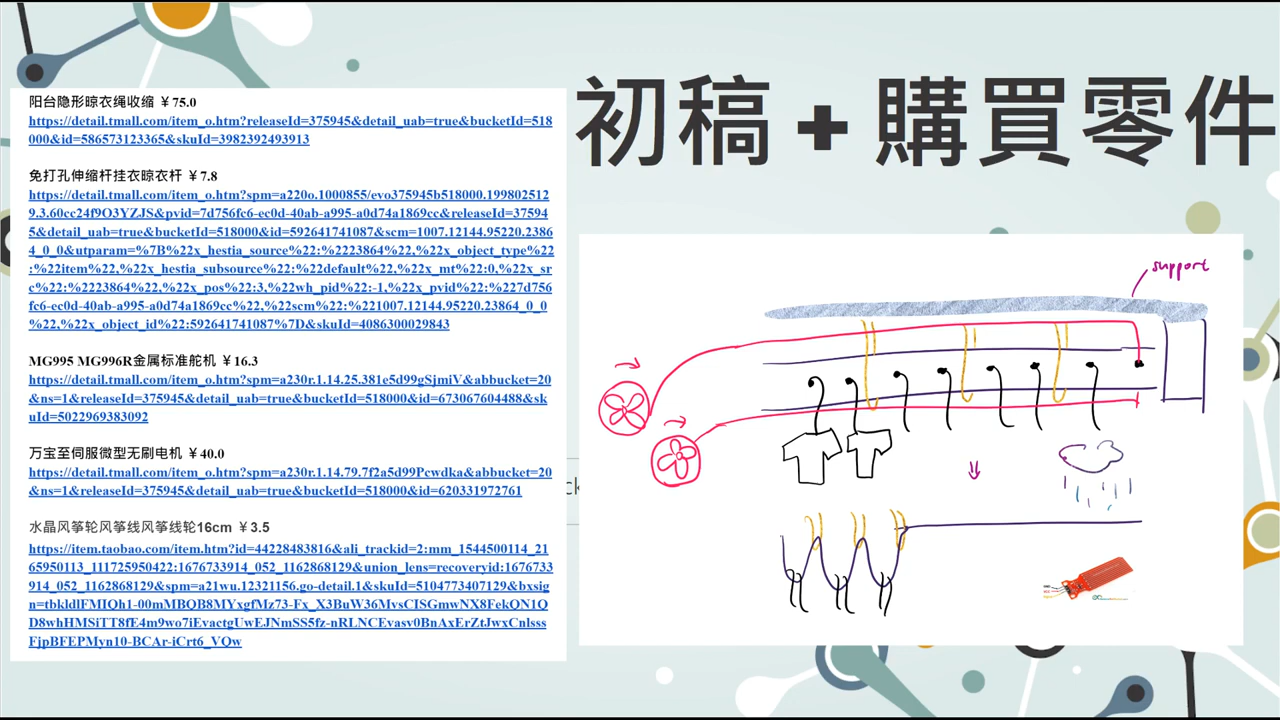 初稿 + 購買零件
阳台隐形晾衣绳收缩 ￥75.0
https://detail.tmall.com/item_o.htm?releaseId=375945&detail_uab=true&bucketId=518
000&id=586573123365&skuId=3982392493913
免打孔伸缩杆挂衣晾衣杆 ￥7.8
https://detail.tmall.com/item_o.htm?spm=a220o.1000855/evo375945b518000.199802512
9.3.60cc24f9O3YZJS&pvid=7d756fc6-ec0d-40ab-a995-a0d74a1869cc&releaseId=37594
5&detail_uab=true&bucketId=518000&id=592641741087&scm=1007.12144.95220.23864_0_0&utparam=%7B%22x_hestia_source%22:%2223864%22,%22x_object_type%22
:%22item%22,%22x_hestia_subsource%22:%22default%22,%22x_mt%22:0,%22x_sr
c%22:%2223864%22,%22x_pos%22:3,%22wh_pid%22:-1,%22x_pvid%22:%227d756
fc6-ec0d-40ab-a995-a0d74a1869cc%22,%22scm%22:%221007.12144.95220.23864_0_0
%22,%22x_object_id%22:592641741087%7D&skuId=4086300029843
MG995 MG996R金属标准舵机 ￥16.3
https://detail.tmall.com/item_o.htm?spm=a230r.1.14.25.381e5d99gSjmiV&abbucket=20
&ns=1&releaseId=375945&detail_uab=true&bucketId=518000&id=673067604488&sk
uId=5022969383092
万宝至伺服微型无刷电机 ￥40.0
https://detail.tmall.com/item_o.htm?spm=a230r.1.14.79.7f2a5d99Pcwdka&abbucket=20
&ns=1&releaseId=375945&detail_uab=true&bucketId=518000&id=620331972761
水晶风筝轮风筝线风筝线轮16cm ￥3.5
https://item.taobao.com/item.htm?id=44228483816&ali_trackid=2:mm_1544500114_21
65950113_111725950422:1676733914_052_1162868129&union_lens=recoveryid:1676733
914_052_1162868129&spm=a21wu.12321156.go-detail.1&skuId=5104773407129&bxsig
n=tbkldlFMIQh1-00mMBQB8MYxgfMz73-Fx_X3BuW36MvsCISGmwNX8FekQN1Q
D8whHMSiTT8fE4m9wo7iEvactgUwEJNmSS5fz-nRLNCEvasv0BnAxErZtJwxCnlsss
FjpBFEPMyn10-BCAr-iCrt6_VQw
support